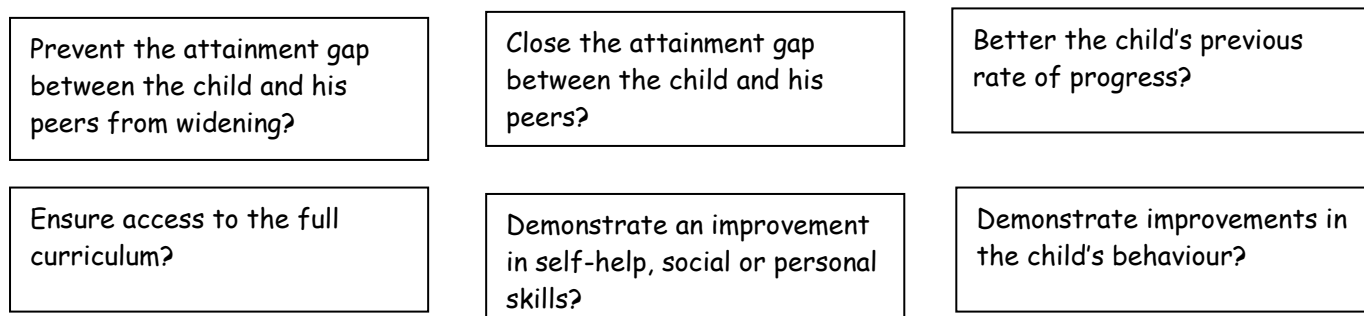 Prevent the attainment gap
between the child and his
peers from widening?
Close the attainment gap
between the child and his
peers?
Better the child's previous
rate of progress?
Ensure access to the full
curriculum?
Demonstrate an improvement
in self-help, social or personal
skills?
Demonstrate improvements in
the child's behaviour?